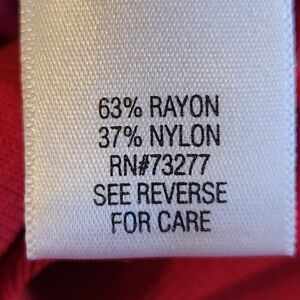 63% RAYON
37% NYLON
RN#73277
SEE REVERSE
FOR CARE